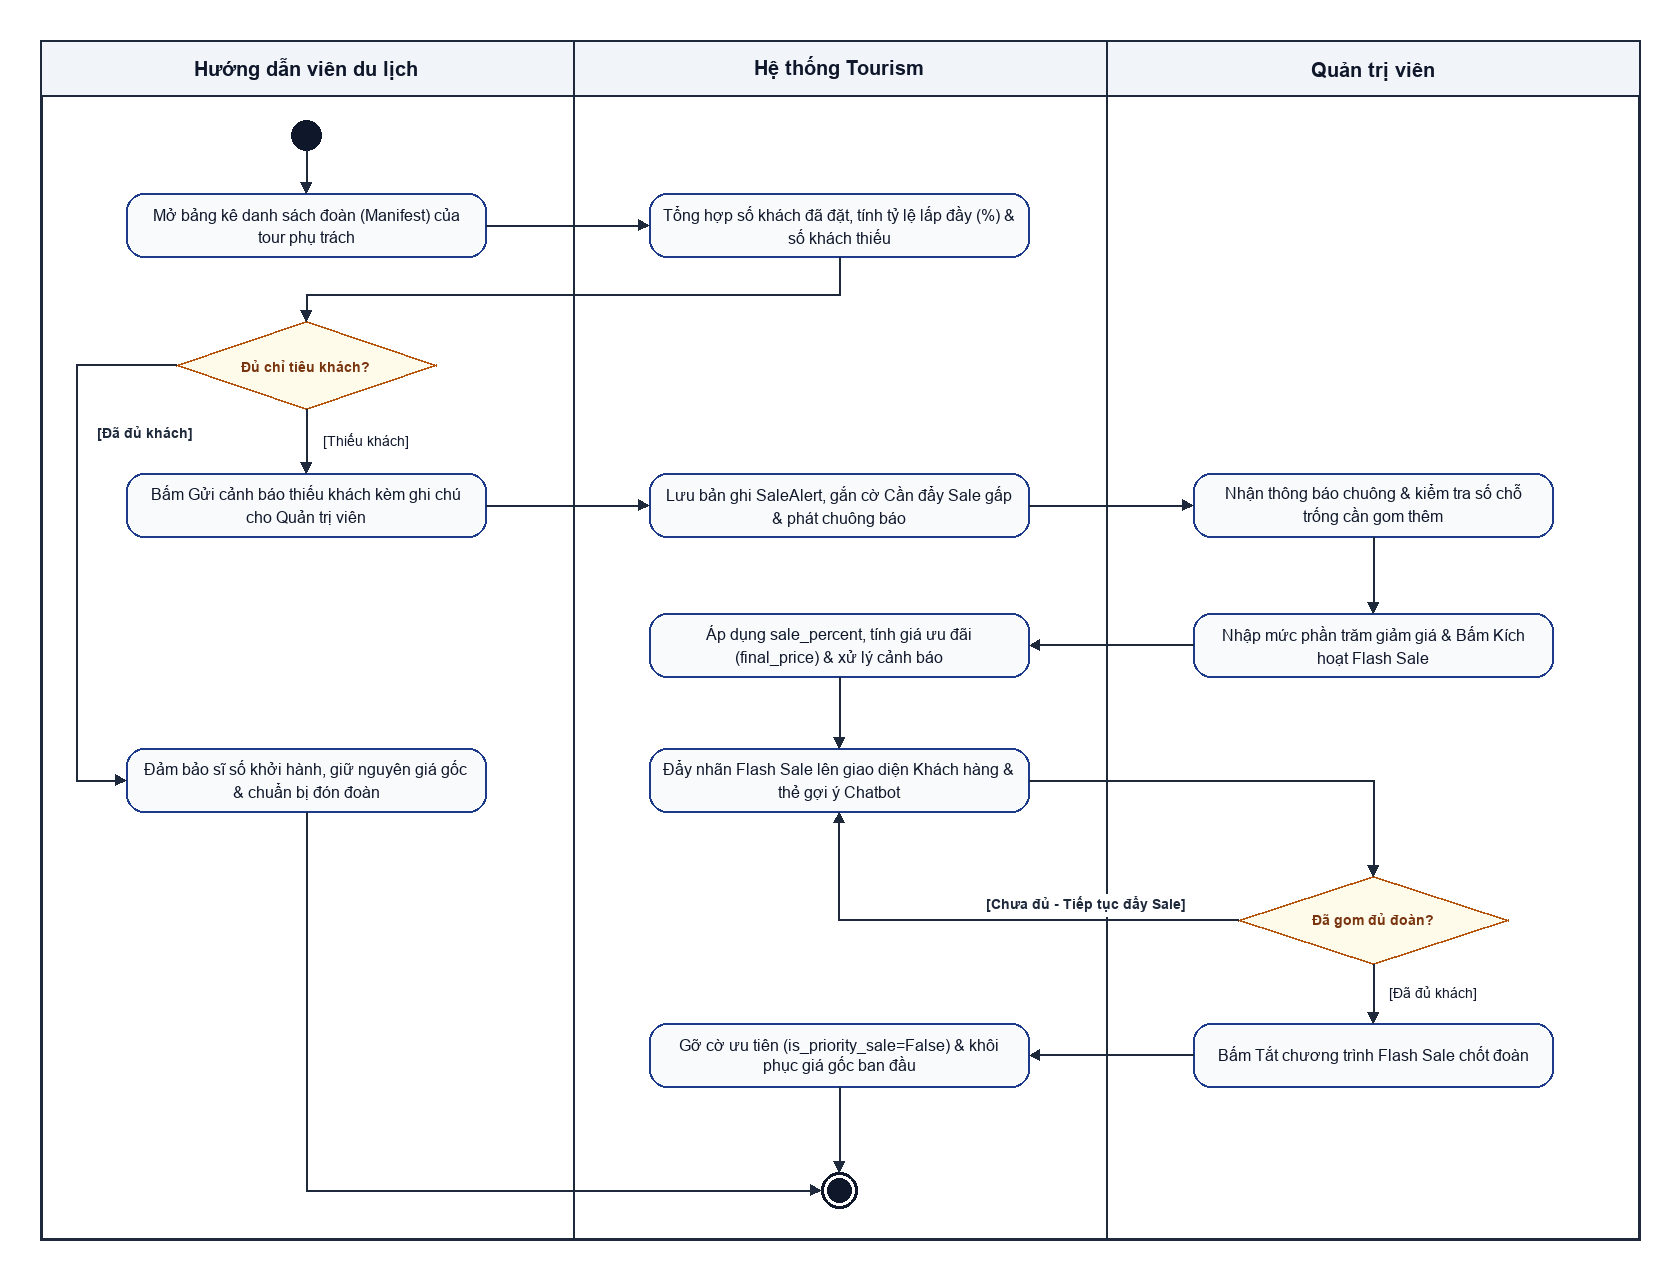 Hướng dẫn viên du lịch
Hệ thống Tourism
Quản trị viên
Mở bảng kê danh sách đoàn (Manifest) của
tour phụ trách
Tổng hợp số khách đã đặt, tính tỷ lệ lấp đầy (%) &
số khách thiếu
Đủ chỉ tiêu khách?
[Đã đủ khách]
[Thiếu khách]
Bấm Gửi cảnh báo thiếu khách kèm ghi chú
cho Quản trị viên
Lưu bản ghi SaleAlert, gắn cờ Cần đẩy Sale gấp
& phát chuông báo
Nhận thông báo chuông & kiểm tra số chỗ
trống cần gom thêm
Áp dụng sale_percent, tính giá ưu đãi
(final_price) & xử lý cảnh báo
Nhập mức phần trăm giảm giá & Bấm Kích
hoạt Flash Sale
Đảm bảo sĩ số khởi hành, giữ nguyên giá gốc
& chuẩn bị đón đoàn
Đẩy nhãn Flash Sale lên giao diện Khách hàng &
thẻ gợi ý Chatbot
[Chưa đủ - Tiếp tục đẩy Sale]
Đã gom đủ đoàn?
[Đã đủ khách]
Gỡ cờ ưu tiên (is_priority_sale=False) & khôi
phục giá gốc ban đầu
Bấm Tắt chương trình Flash Sale chốt đoàn